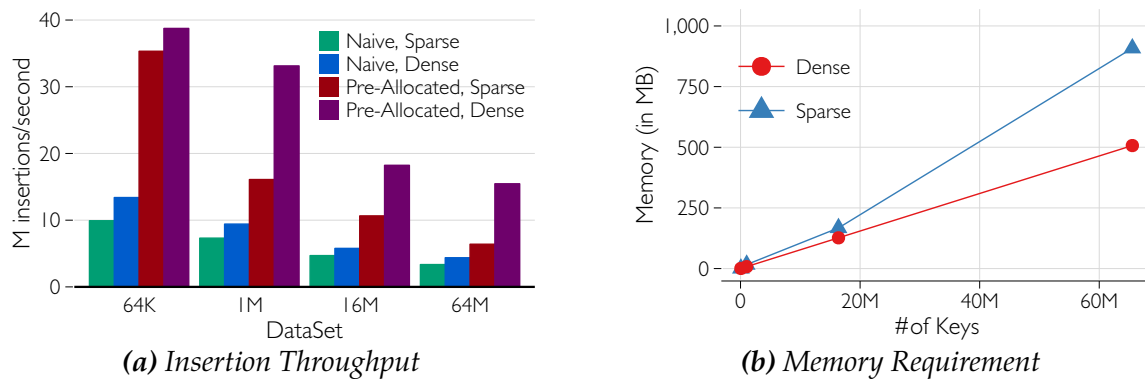 40
30
20
10
0
M insertions/second
Naive, Sparse
Naive, Dense
Pre-Allocated, Sparse
Pre-Allocated, Dense
64K 1M 16M 64M
DataSet
(a) Insertion Throughput
1,000
750
500
250
0
Memory (in MB)
Dense
Sparse
0 20M 40M 60M
#of Keys
(b) Memory Requirement